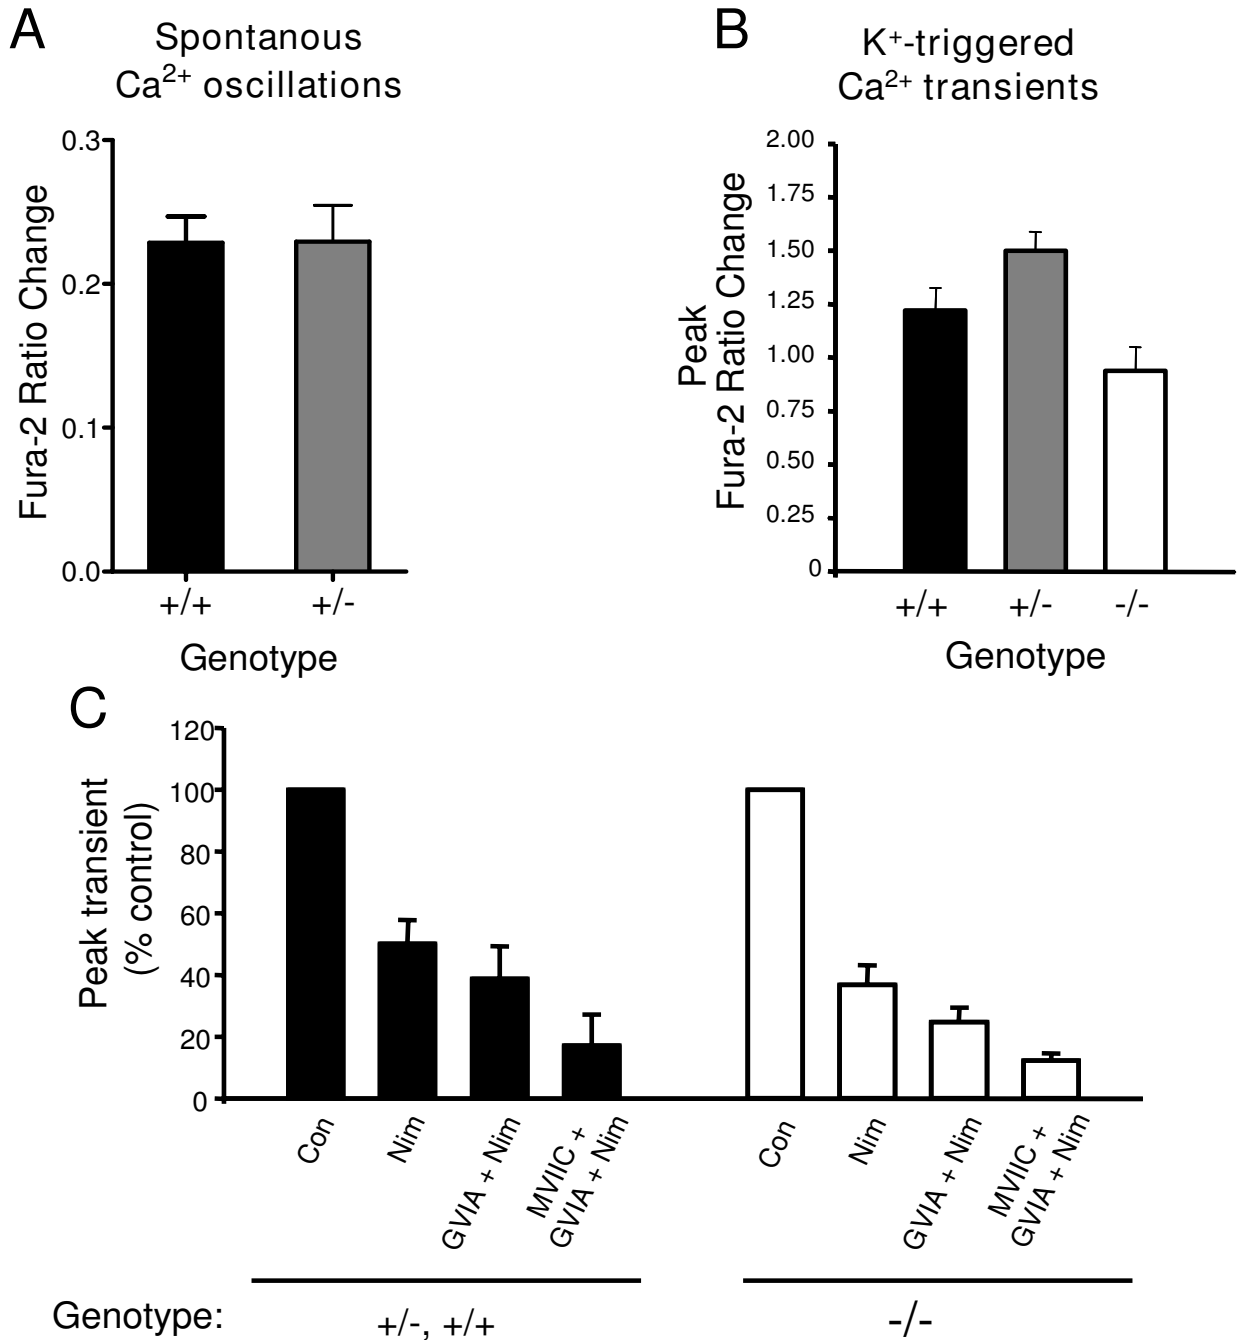 A
Spontanous
Ca²⁺ oscillations
Fura-2 Ratio Change
0.3
0.2
0.1
0.0
+/+ +/-
Genotype
B
K⁺-triggered
Ca²⁺ transients
Peak
Fura-2 Ratio Change
2.00
1.75
1.50
1.25
1.00
0.75
0.50
0.25
0
+/+ +/- -/-
Genotype
C
Peak transient
(% control)
120
100
80
60
40
20
0
Con
Nim
GVIA + Nim
MVIIC +
GVIA + Nim
Con
Nim
GVIA + Nim
MVIIC +
GVIA + Nim
Genotype: +/-, +/+ -/-